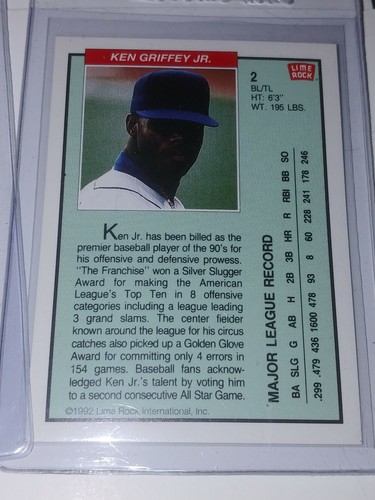 KEN GRIFFEY JR.
2
BL/TL
HT: 6'3"
WT. 195 LBS.
LIME
ROCK
Ken Jr. has been billed as the
premier baseball player of the 90's for
his offensive and defensive prowess.
"The Franchise" won a Silver Slugger
Award for making the American
League's Top Ten in 8 offensive
categories including a league leading
3 grand slams. The center fielder
known around the league for his circus
catches also picked up a Golden Glove
Award for committing only 4 errors in
154 games. Baseball fans acknow-
ledged Ken Jr.'s talent by voting him
to a second consecutive All Star Game.
©1992 Lime Rock International, Inc.
MAJOR LEAGUE RECORD
BA SLG G AB H 2B 3B HR R RBI BB SO
.299 .479 436 1600 478 93 8 60 228 241 178 246